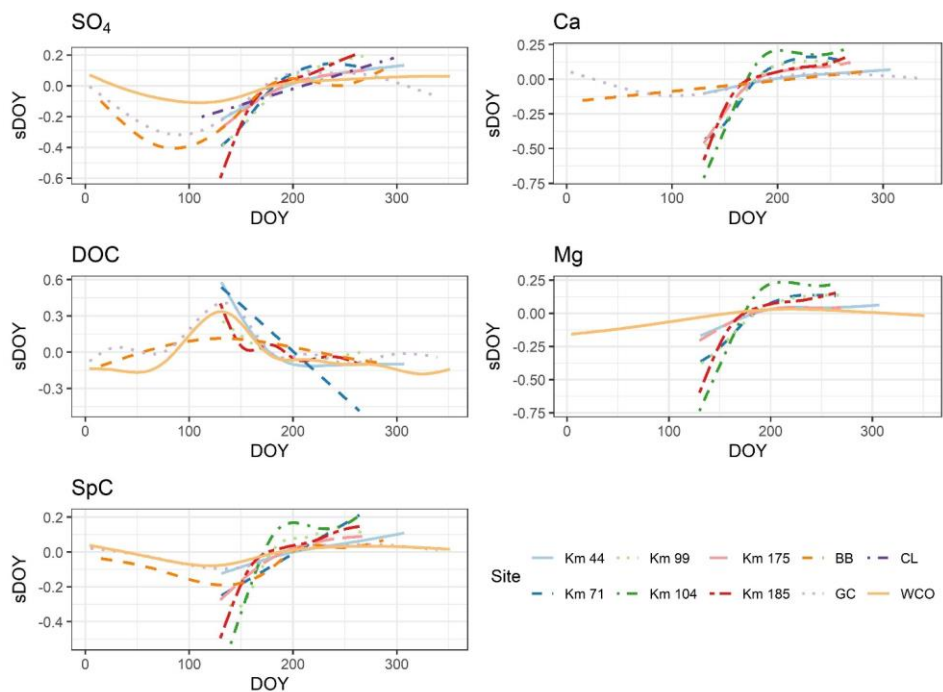 SO₄
0.2
0.0
-0.2
-0.4
-0.6
sDOY
0 100 200 300
DOY
Ca
0.25
0.00
-0.25
-0.50
-0.75
sDOY
0 100 200 300
DOY
DOC
0.6
0.3
0.0
-0.3
sDOY
0 100 200 300
DOY
Mg
0.25
0.00
-0.25
-0.50
-0.75
sDOY
0 100 200 300
DOY
SpC
0.2
0.0
-0.2
-0.4
sDOY
0 100 200 300
DOY
Site
Km 44 Km 99 Km 175 BB CL
Km 71 Km 104 Km 185 GC WCO